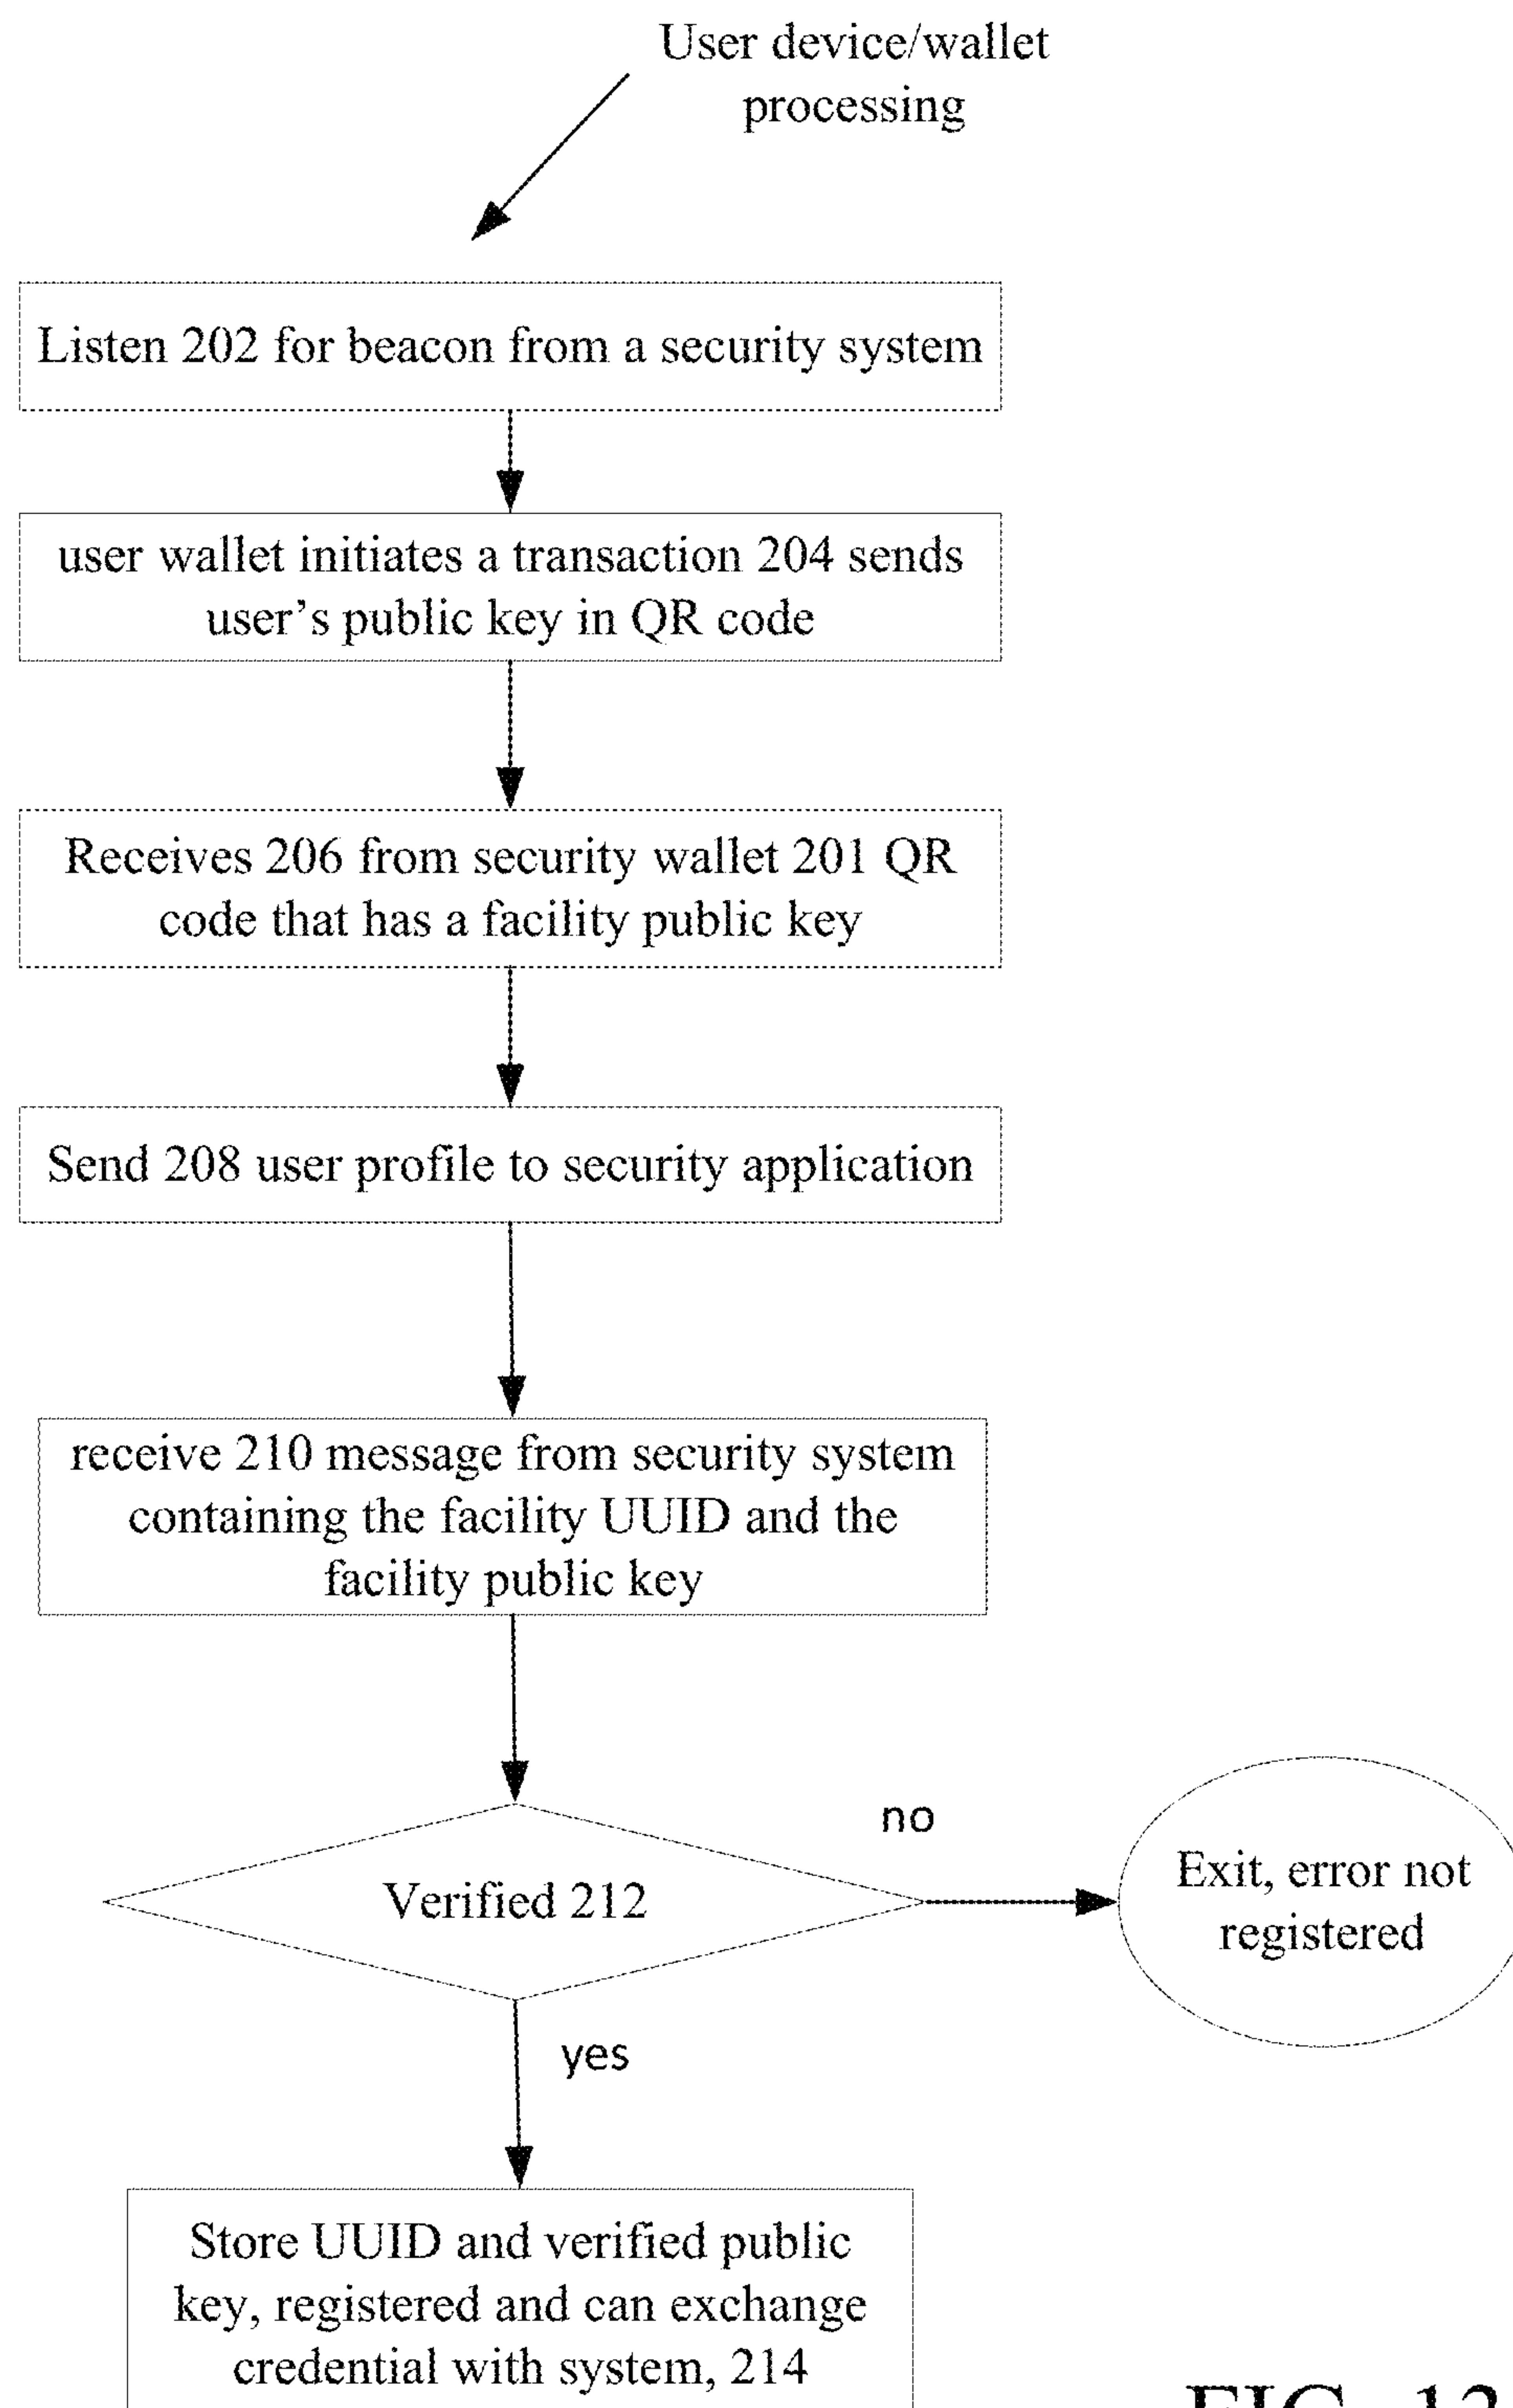 User device/wallet
processing
Listen 202 for beacon from a security system
user wallet initiates a transaction 204 sends
user's public key in QR code
Receives 206 from security wallet 201 QR
code that has a facility public key
Send 208 user profile to security application
receive 210 message from security system
containing the facility UUID and the
facility public key
no
Verified 212
Exit, error not
registered
yes
Store UUID and verified public
key, registered and can exchange
credential with system, 214